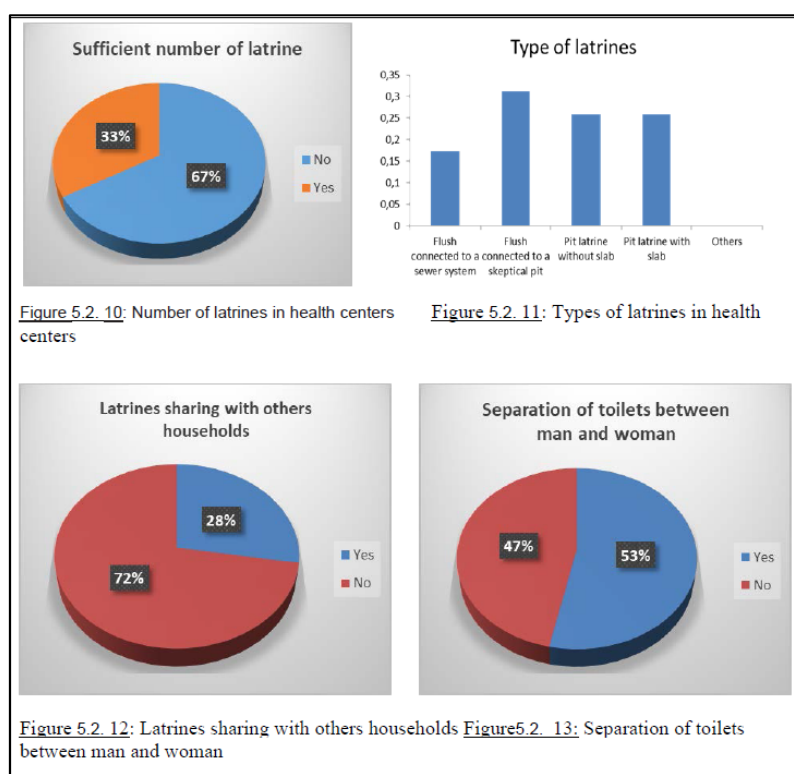 Sufficient number of latrine
33%
67%
No
Yes
Type of latrines
0,35
0,3
0,25
0,2
0,15
0,1
0,05
0
Flush
connected to a
sewer system
Flush
connected to a
skeptical pit
Pit latrine
without slab
Pit latrine with
slab
Others
Figure 5.2. 10: Number of latrines in health centers Figure 5.2. 11: Types of latrines in health
centers
Latrines sharing with others
households
28%
72%
Yes
No
Separation of toilets between
man and woman
47%
53%
Yes
No
Figure 5.2. 12: Latrines sharing with others households Figure5.2. 13: Separation of toilets
between man and woman